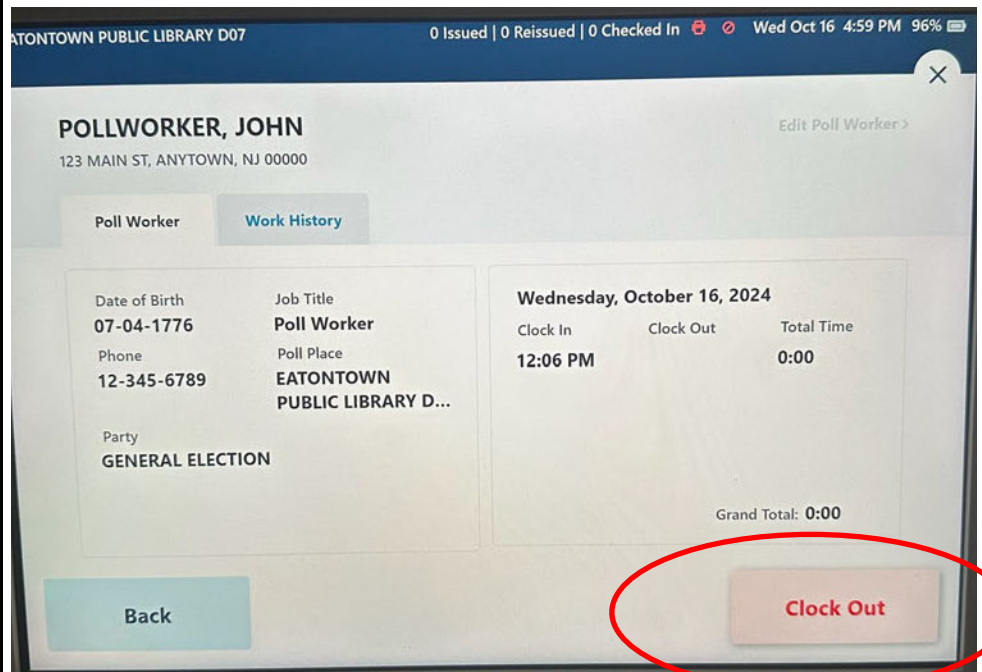 ATONTOWN PUBLIC LIBRARY D07 0 Issued | 0 Reissued | 0 Checked In Wed Oct 16 4:59 PM 96%
POLLWORKER, JOHN
Edit Poll Worker >
123 MAIN ST, ANYTOWN, NJ 00000
Poll Worker Work History
Date of Birth Job Title
07-04-1776 Poll Worker
Phone Poll Place
12-345-6789 EATONTOWN
PUBLIC LIBRARY D...
Party
GENERAL ELECTION
Wednesday, October 16, 2024
Clock In Clock Out Total Time
12:06 PM 0:00
Grand Total: 0:00
Back Clock Out